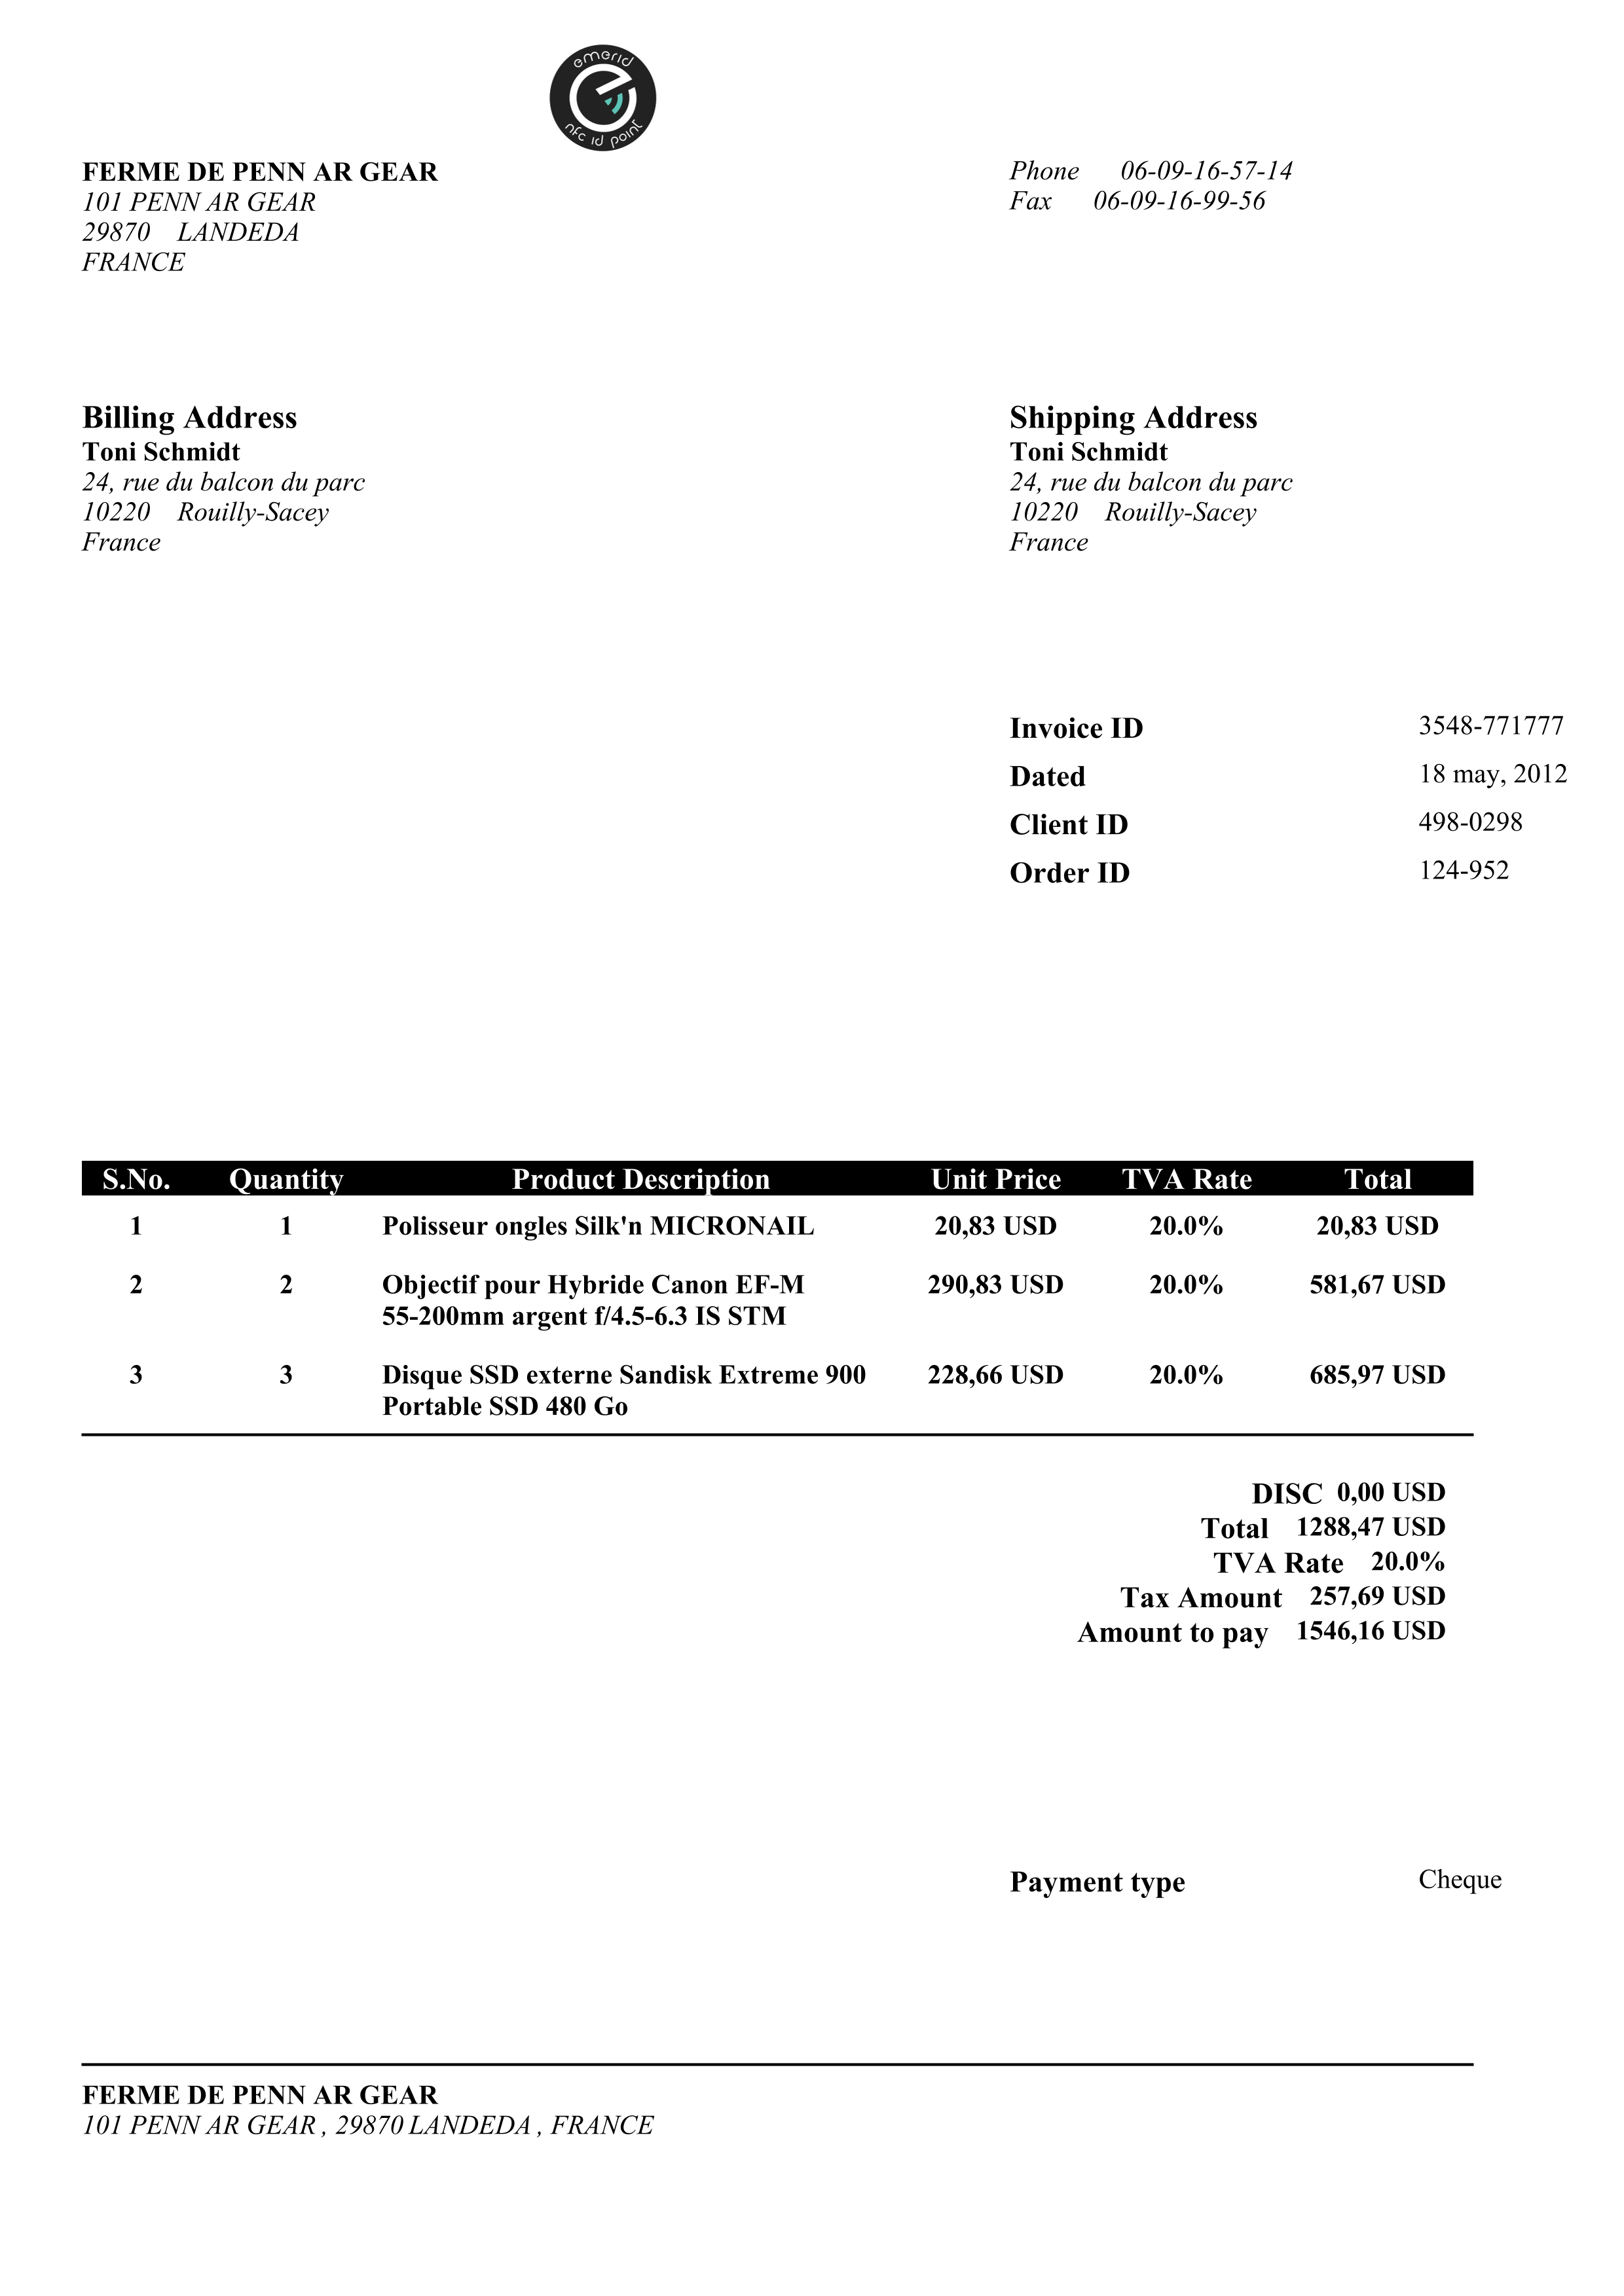 emerid
nfc id point
FERME DE PENN AR GEAR
101 PENN AR GEAR
29870 LANDEDA
FRANCE
Phone 06-09-16-57-14
Fax 06-09-16-99-56
Billing Address
Toni Schmidt
24, rue du balcon du parc
10220 Rouilly-Sacey
France
Shipping Address
Toni Schmidt
24, rue du balcon du parc
10220 Rouilly-Sacey
France
Invoice ID 3548-771777
Dated 18 may, 2012
Client ID 498-0298
Order ID 124-952
S.No. Quantity Product Description Unit Price TVA Rate Total
1 1 Polisseur ongles Silk'n MICRONAIL 20,83 USD 20.0% 20,83 USD
2 2 Objectif pour Hybride Canon EF-M 290,83 USD 20.0% 581,67 USD
55-200mm argent f/4.5-6.3 IS STM
3 3 Disque SSD externe Sandisk Extreme 900 228,66 USD 20.0% 685,97 USD
Portable SSD 480 Go
DISC 0,00 USD
Total 1288,47 USD
TVA Rate 20.0%
Tax Amount 257,69 USD
Amount to pay 1546,16 USD
Payment type Cheque
FERME DE PENN AR GEAR
101 PENN AR GEAR , 29870 LANDEDA , FRANCE